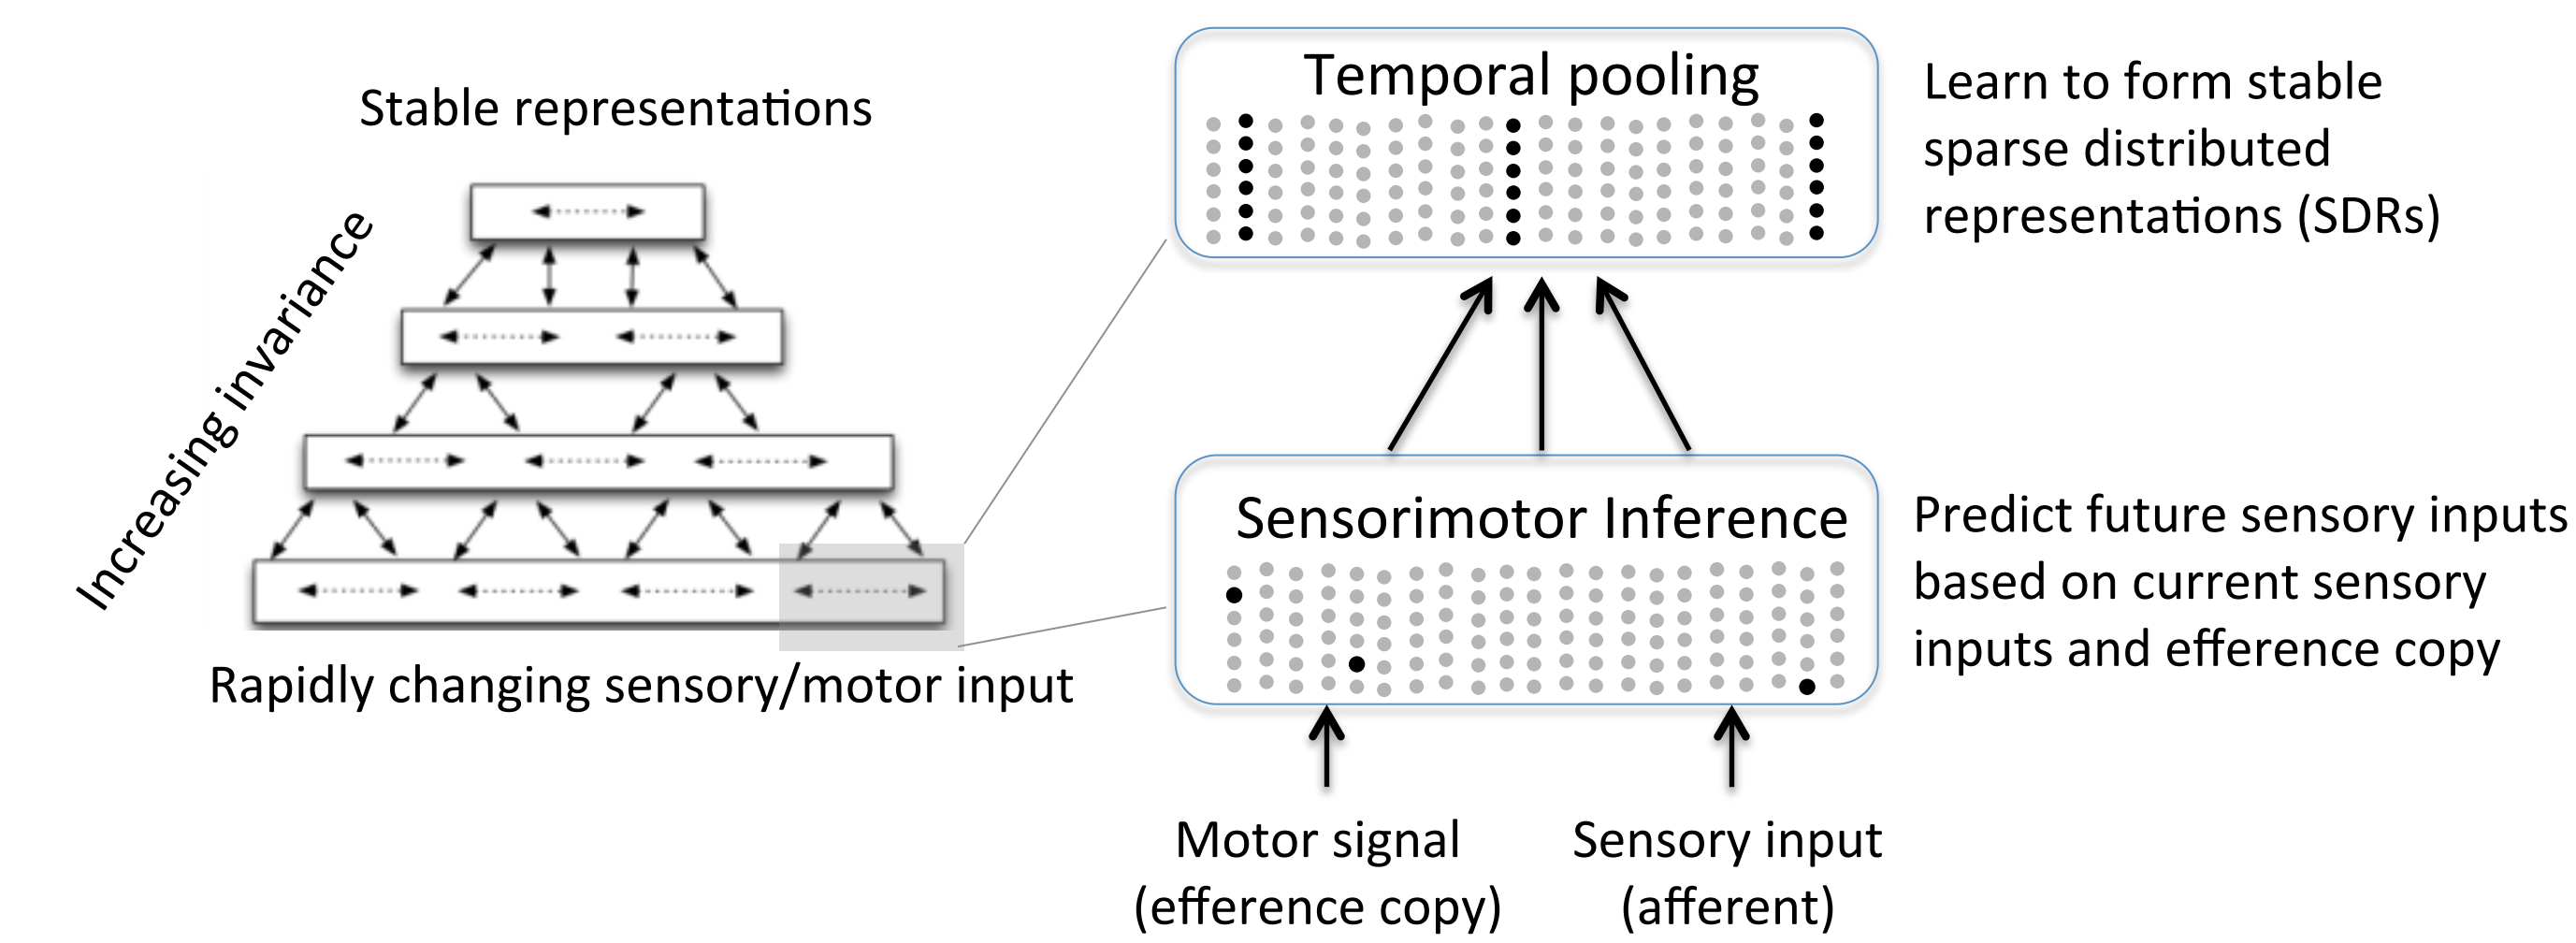 Stable representations
Increasing invariance
Rapidly changing sensory/motor input
Temporal pooling
Learn to form stable
sparse distributed
representations (SDRs)
Sensorimotor Inference
Predict future sensory inputs
based on current sensory
inputs and efference copy
Motor signal
(efference copy)
Sensory input
(afferent)